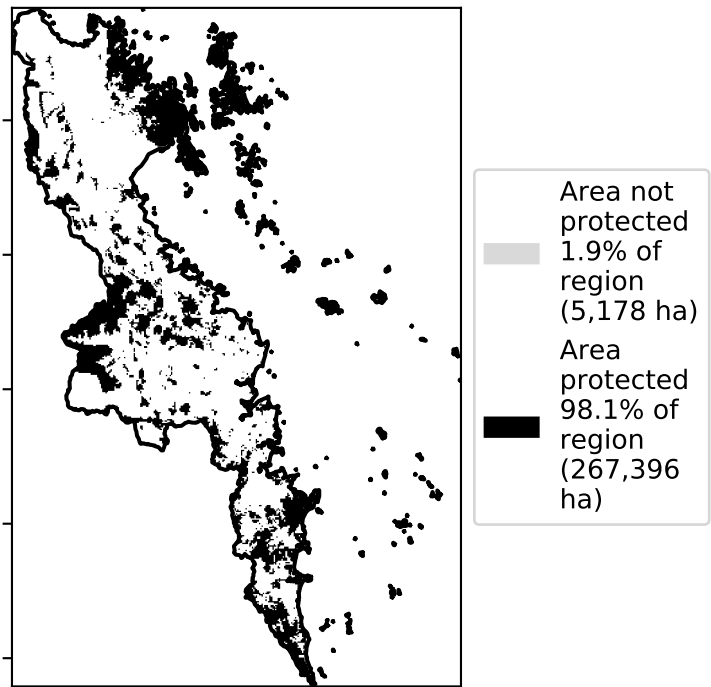 Area not
protected
1.9% of
region
(5,178 ha)
Area
protected
98.1% of
region
(267,396
ha)